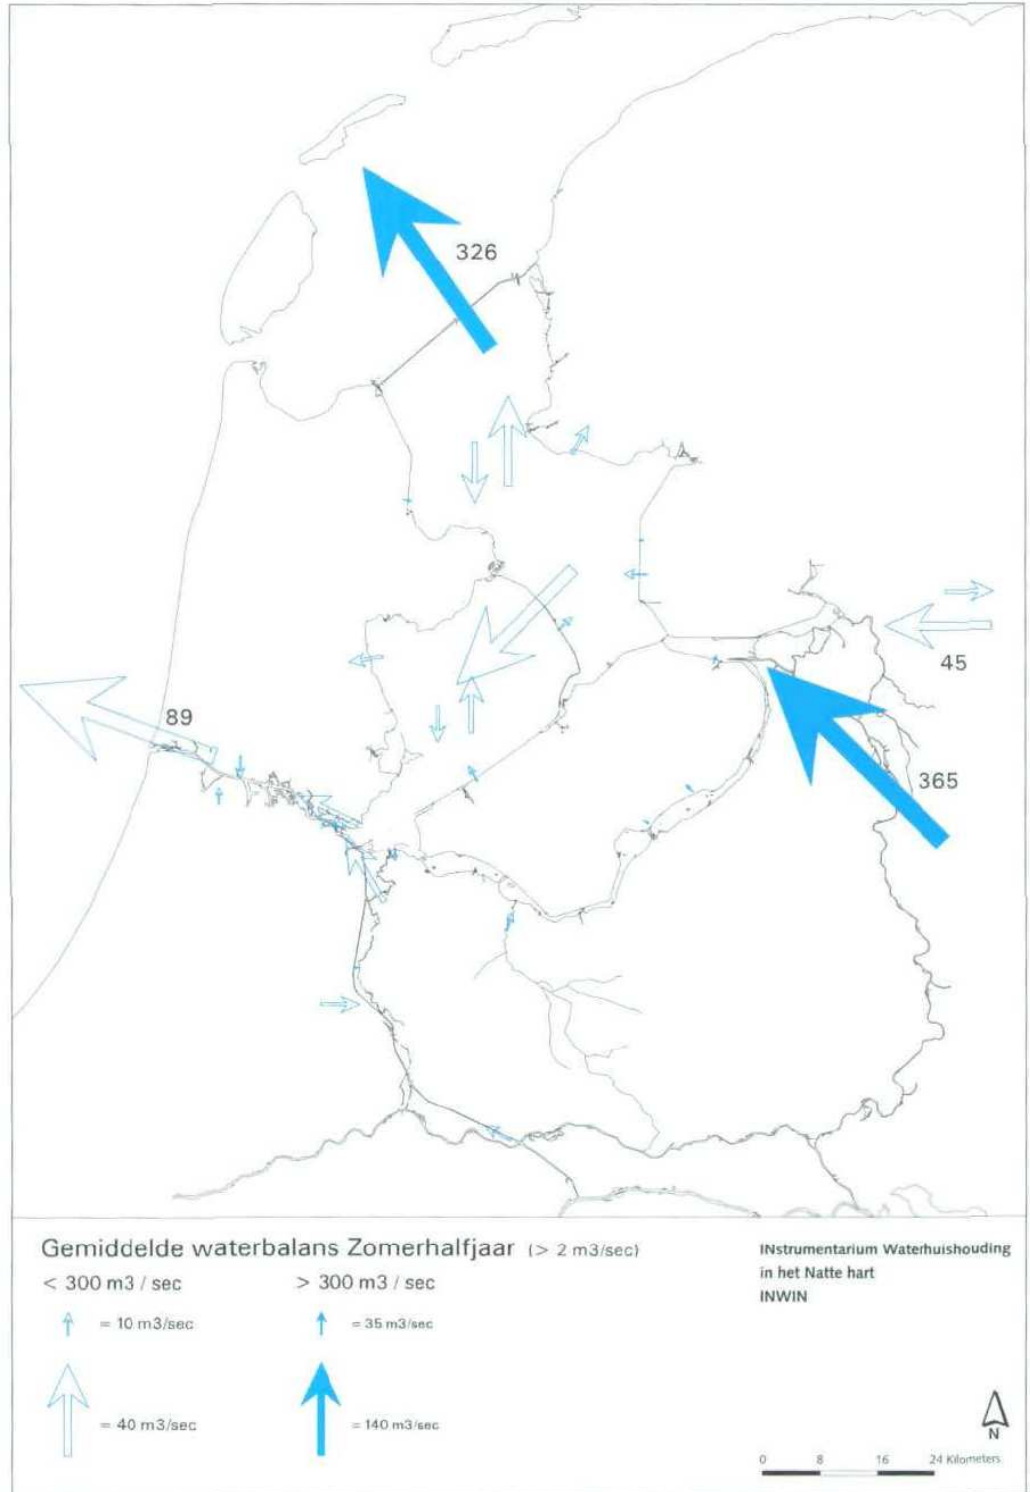 326
45
89
365
Gemiddelde waterbalans Zomerhalfjaar (> 2 m3/sec)
< 300 m3 / sec
> 300 m3 / sec
= 10 m3/sec
= 35 m3/sec
= 40 m3/sec
= 140 m3/sec
INstrumentarium Waterhuishouding
in het Natte hart
INWIN
N
0 8 16 24 Kilometers